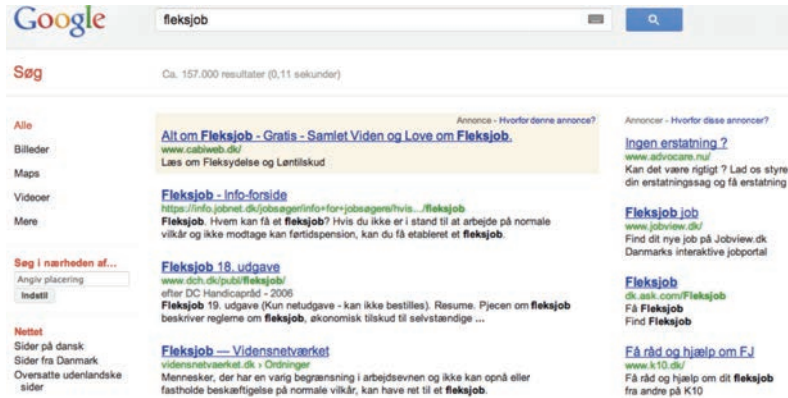 Google
fleksjob
Søg
Ca. 157.000 resultater (0,11 sekunder)
Alle
Billeder
Maps
Videoer
Mere
Søg i nærheden af...
Angiv placering
Indstil
Nettet
Sider på dansk
Sider fra Danmark
Oversatte udenlandske
sider
Annonce - Hvorfor denne annonce?
Alt om Fleksjob - Gratis - Samlet Viden og Love om Fleksjob.
www.cabiweb.dk/
Læs om Fleksydelse og Løntilskud
Fleksjob - Info-forside
https://info.jobnet.dk/jobsøger/info+for+jobsøgere/hvis.../fleksjob
Fleksjob. Hvem kan få et fleksjob? Hvis du ikke er i stand til at arbejde på normale
vilkår og ikke modtage kan førtidspension, kan du få etableret et fleksjob.
Fleksjob 18. udgave
www.dch.dk/publ/fleksjob/
efter DC Handicapråd - 2006
Fleksjob 19. udgave (Kun netudgave - kan ikke bestilles). Resume. Pjecen om fleksjob
beskriver reglerne om fleksjob, økonomisk tilskud til selvstændige ...
Fleksjob — Vidensnetværket
vidensnetvaerket.dk › Ordninger
Mennesker, der har en varig begrænsning i arbejdsevnen og ikke kan opnå eller
fastholde beskæftigelse på normale vilkår, kan have ret til et fleksjob.
Annoncer - Hvorfor disse annoncer?
Ingen erstatning ?
www.advocare.nu/
Kan det være rigtigt ? Lad os styre
din erstatningssag og få erstatning
Fleksjob job
www.jobview.dk/
Find dit nye job på Jobview.dk
Danmarks interaktive jobportal
Fleksjob
dk.ask.com/Fleksjob
Få Fleksjob
Find Fleksjob
Få råd og hjælp om FJ
www.k10.dk/
Få råd og hjælp om dit fleksjob
fra andre på K10